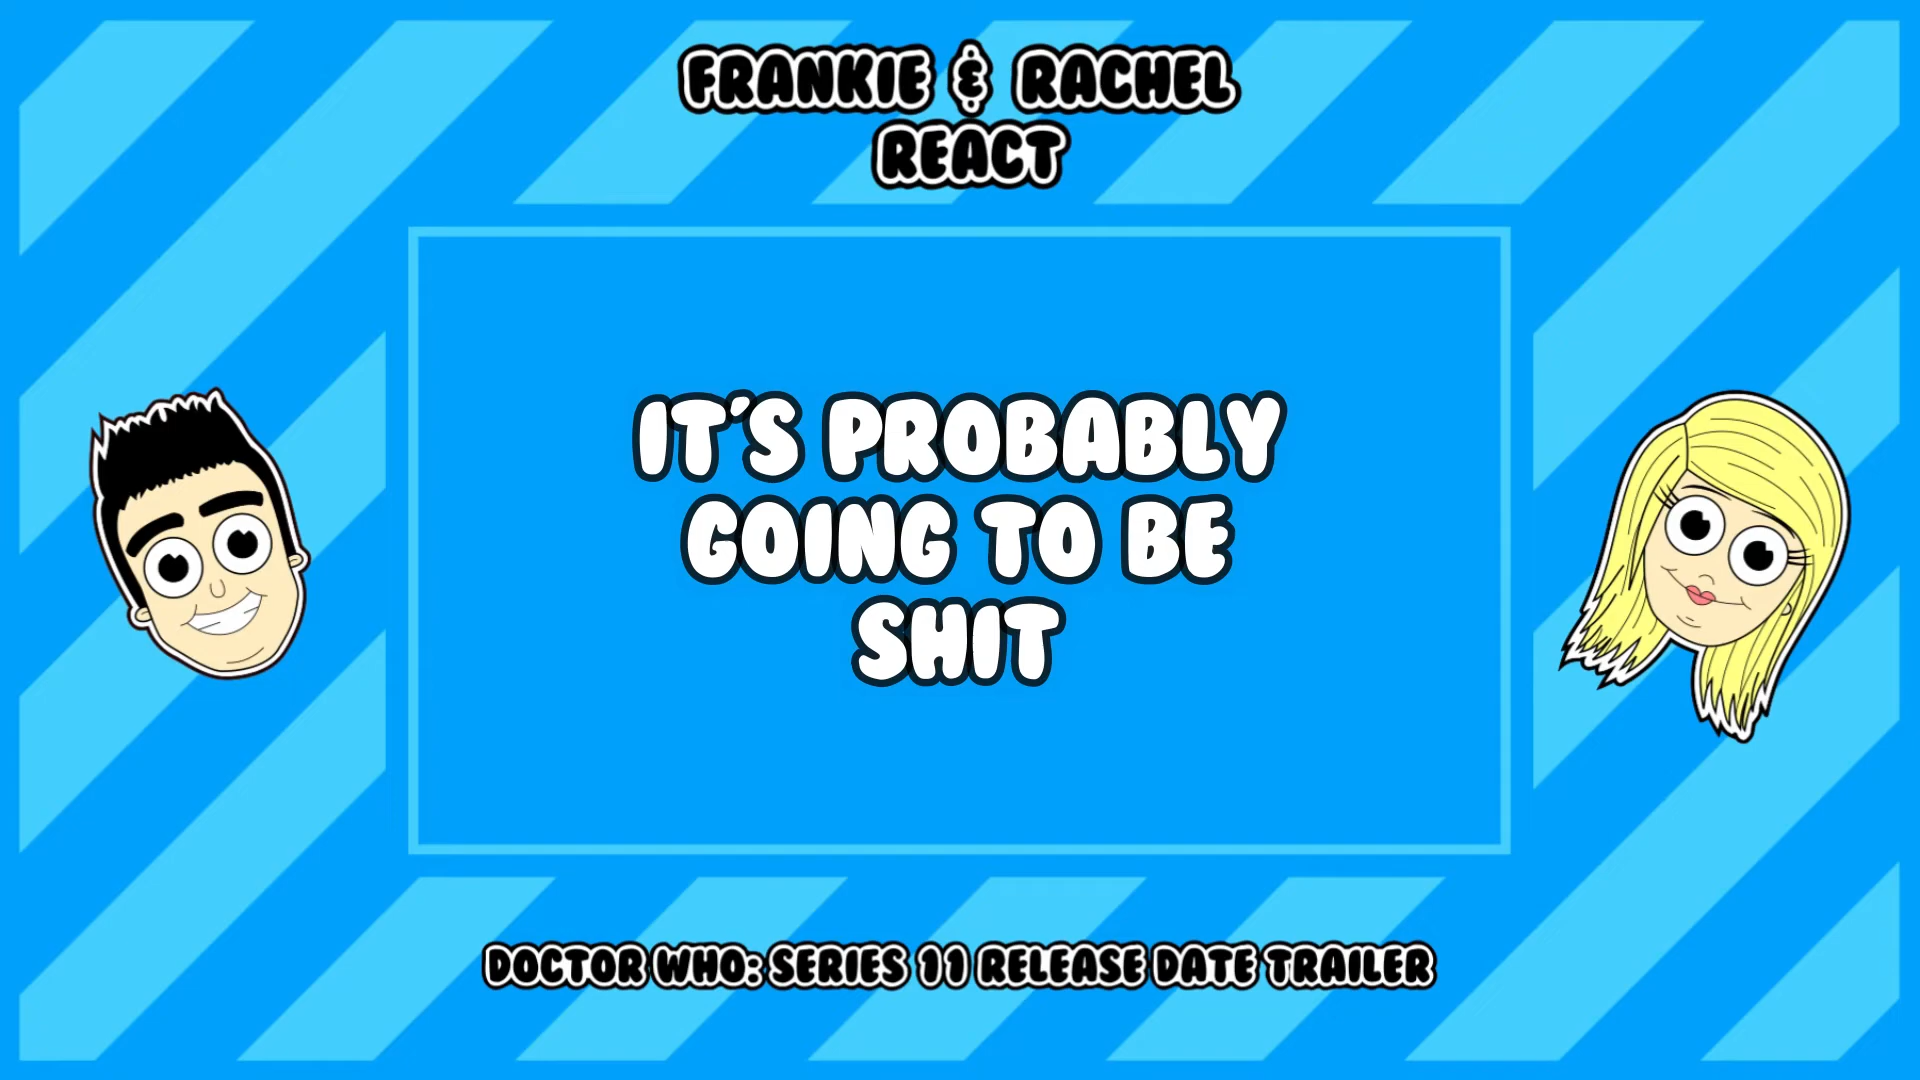 FRANKIE & RACHEL
REACT
IT'S PROBABLY
GOING TO BE
SHIT
DOCTOR WHO: SERIES 11 RELEASE DATE TRAILER